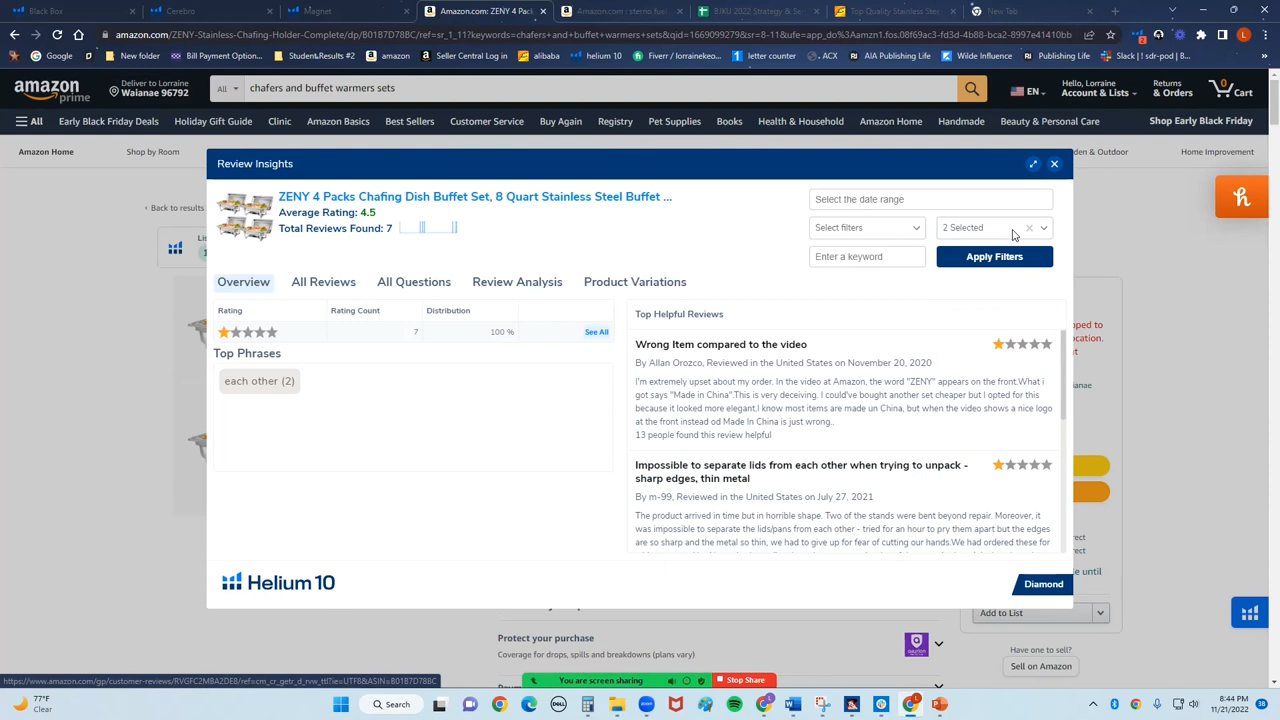 Black Box
Cerebro
Magnet
Amazon.com: ZENY 4 Pack
Amazon.com : sterno fue
BJKU 2022 Strategy & S
Top Quality Stainless Stee
New Tab
amazon.com/ZENY-Stainless-Chafing-Holder-Complete/dp/B01B7D78BC/ref=sr_1_11?keywords=chafers+and+buffet+warmers+sets&qid=1669099279&sr=8-11&ufe=app_do%3Aamzn1.fos.08f69ac3-fd3d-4b88-bca2-8997e41410bb
Google
New folder
Bill Payments GW
StudentResults #2
amazon
Seller Central Log in
alibaba
helium 10
Fiverr / lorrainekeo...
letter counter
ACX
AIA Publishing Life
AIA Publishing Life
Kilde Influencer
Slack | sdr-pod | B...
amazon
prime
Deliver to Lorraine
Waianae 96792
All
chafers and buffet warmers sets
EN
Hello, Lorraine
Account & Lists
Returns
& Orders
0
Cart
All
Early Black Friday Deals
Holiday Gift Guide
Clinic
Amazon Basics
Best Sellers
Customer Service
Buy Again
Registry
Pet Supplies
Books
Health & Household
Amazon Home
Beauty & Personal Care
Shop Early Black Friday
Amazon Home
Shop by Room
& Outdoor
Home Improvement
‹ Back to results
Review Insights
ZENY 4 Packs Chafing Dish Buffet Set, 8 Quart Stainless Steel Buffet ...
Average Rating: 4.5
Total Reviews Found: 7
Select the date range
Select filters
2 Selected
Enter a keyword
Apply Filters
Overview
All Reviews
All Questions
Review Analysis
Product Variations
Rating
Rating Count
Distribution
7
100 %
See All
Top Phrases
each other (2)
Top Helpful Reviews
Wrong Item compared to the video
By Allan Orozco, Reviewed in the United States on November 20, 2020
I'm extremely upset about my order. In the video at Amazon, the word "ZENY" appears on the front.What i
got says "Made in China".This is very deceiving. I could've bought another set cheaper but I opted for this
because it looked more elegant.I know most items are made un China, but when the video shows a nice logo
at the front instead od Made In China is just wrong..
13 people found this review helpful
Impossible to separate lids from each other when trying to unpack -
sharp edges, thin metal
By m-99, Reviewed in the United States on July 27, 2021
The product arrived in time but in horrible shape. Two of the stands were bent beyond repair. Moreover, it
was impossible to separate the lids/pans from each other - tried for an hour to pry them apart but the edges
are so sharp and the metal so thin, we had to give up for fear of cutting our hands.We had ordered these for
Helium 10
Diamond
pped to
ocation.
ct
anae
rect
rect
le until
Add to List
Have one to sell?
Sell on Amazon
Protect your purchase
Coverage for drops, spills and breakdowns (plans vary)
https://www.amazon.com/gp/customer-reviews/RVGFC2MBA2DE8/ref=cm_cr_getr_d_rvw_ttl?ie=UTF8&ASIN=B01B7D78BC
You are screen sharing
Stop Share
77°F
Clear
Search
8:44 PM
11/21/2022
38